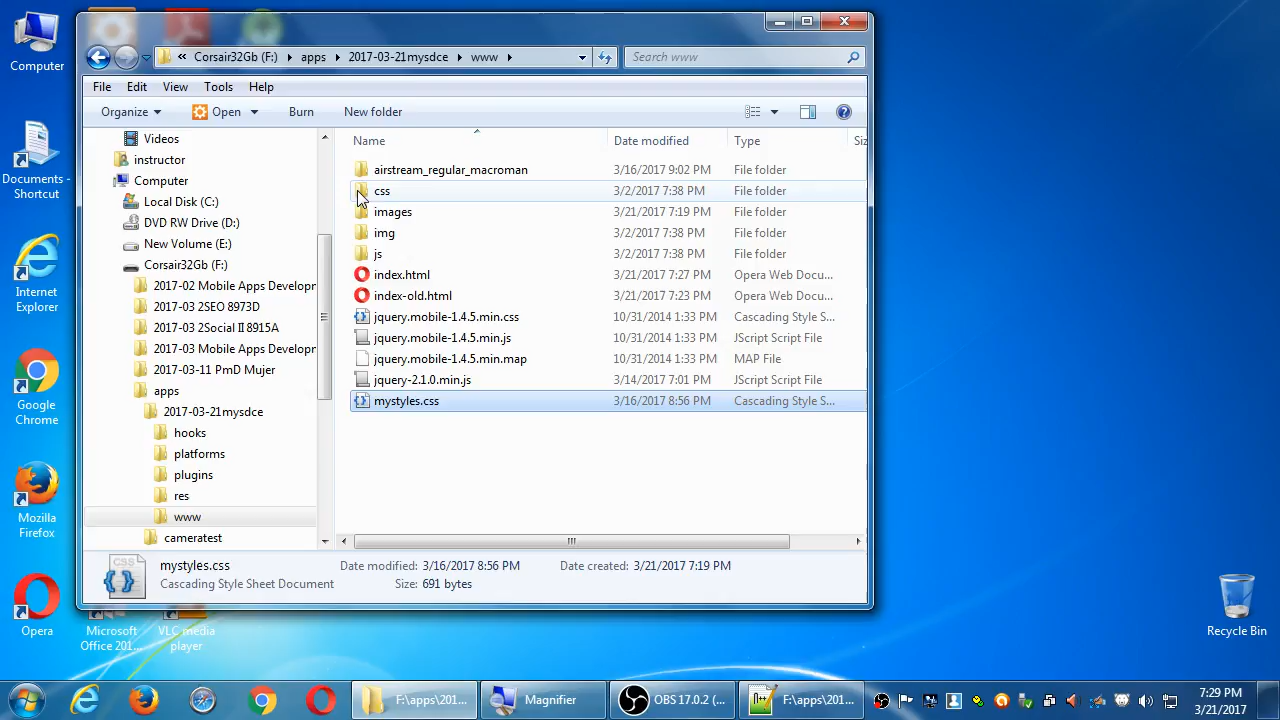 Computer
Documents - Shortcut
Internet Explorer
Google Chrome
Mozilla Firefox
Opera
Microsoft Office 201...
VLC media player
Recycle Bin
« Corsair32Gb (F:) ▸ apps ▸ 2017-03-21mysdce ▸ www ▸
Search www
File Edit View Tools Help
Organize Open Burn New folder
Videos
instructor
Computer
Local Disk (C:)
DVD RW Drive (D:)
New Volume (E:)
Corsair32Gb (F:)
2017-02 Mobile Apps Developr
2017-03 2SEO 8973D
2017-03 2Social II 8915A
2017-03 Mobile Apps Developr
2017-03-11 PmD Mujer
apps
2017-03-21mysdce
hooks
platforms
plugins
res
www
cameratest
Name Date modified Type Siz
airstream_regular_macroman 3/16/2017 9:02 PM File folder
css 3/2/2017 7:38 PM File folder
images 3/21/2017 7:19 PM File folder
img 3/2/2017 7:38 PM File folder
js 3/2/2017 7:38 PM File folder
index.html 3/21/2017 7:27 PM Opera Web Docu...
index-old.html 3/21/2017 7:23 PM Opera Web Docu...
jquery.mobile-1.4.5.min.css 10/31/2014 1:33 PM Cascading Style S...
jquery.mobile-1.4.5.min.js 10/31/2014 1:33 PM JScript Script File
jquery.mobile-1.4.5.min.map 10/31/2014 1:33 PM MAP File
jquery-2.1.0.min.js 3/14/2017 7:01 PM JScript Script File
mystyles.css 3/16/2017 8:56 PM Cascading Style S...
CSS
mystyles.css Date modified: 3/16/2017 8:56 PM Date created: 3/21/2017 7:19 PM
Cascading Style Sheet Document Size: 691 bytes
F:\apps\201...
Magnifier
OBS 17.0.2 (...
F:\apps\201...
7:29 PM
3/21/2017